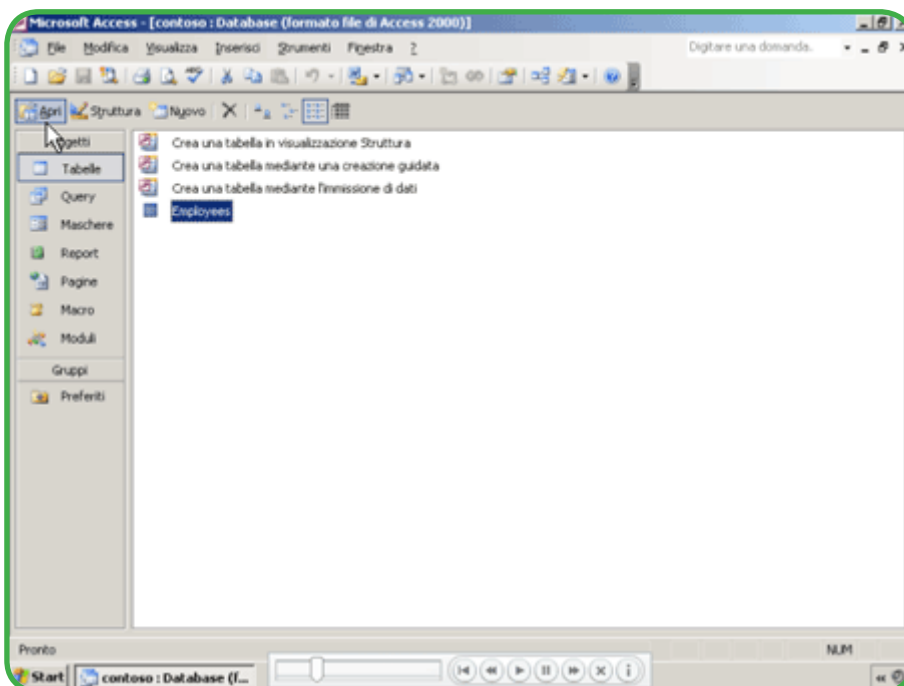 Microsoft Access - [contoso : Database (formato file di Access 2000)]
File Modifica Visualizza Inserisci Strumenti Finestra ? Digitare una domanda.
Apri Struttura Nuovo
Tabelle
Query
Maschere
Report
Pagine
Macro
Moduli
Gruppi
Preferiti
Crea una tabella in visualizzazione Struttura
Crea una tabella mediante una creazione guidata
Crea una tabella mediante l'immissione di dati
Employees
Pronto NUM
Start contoso : Database (f...